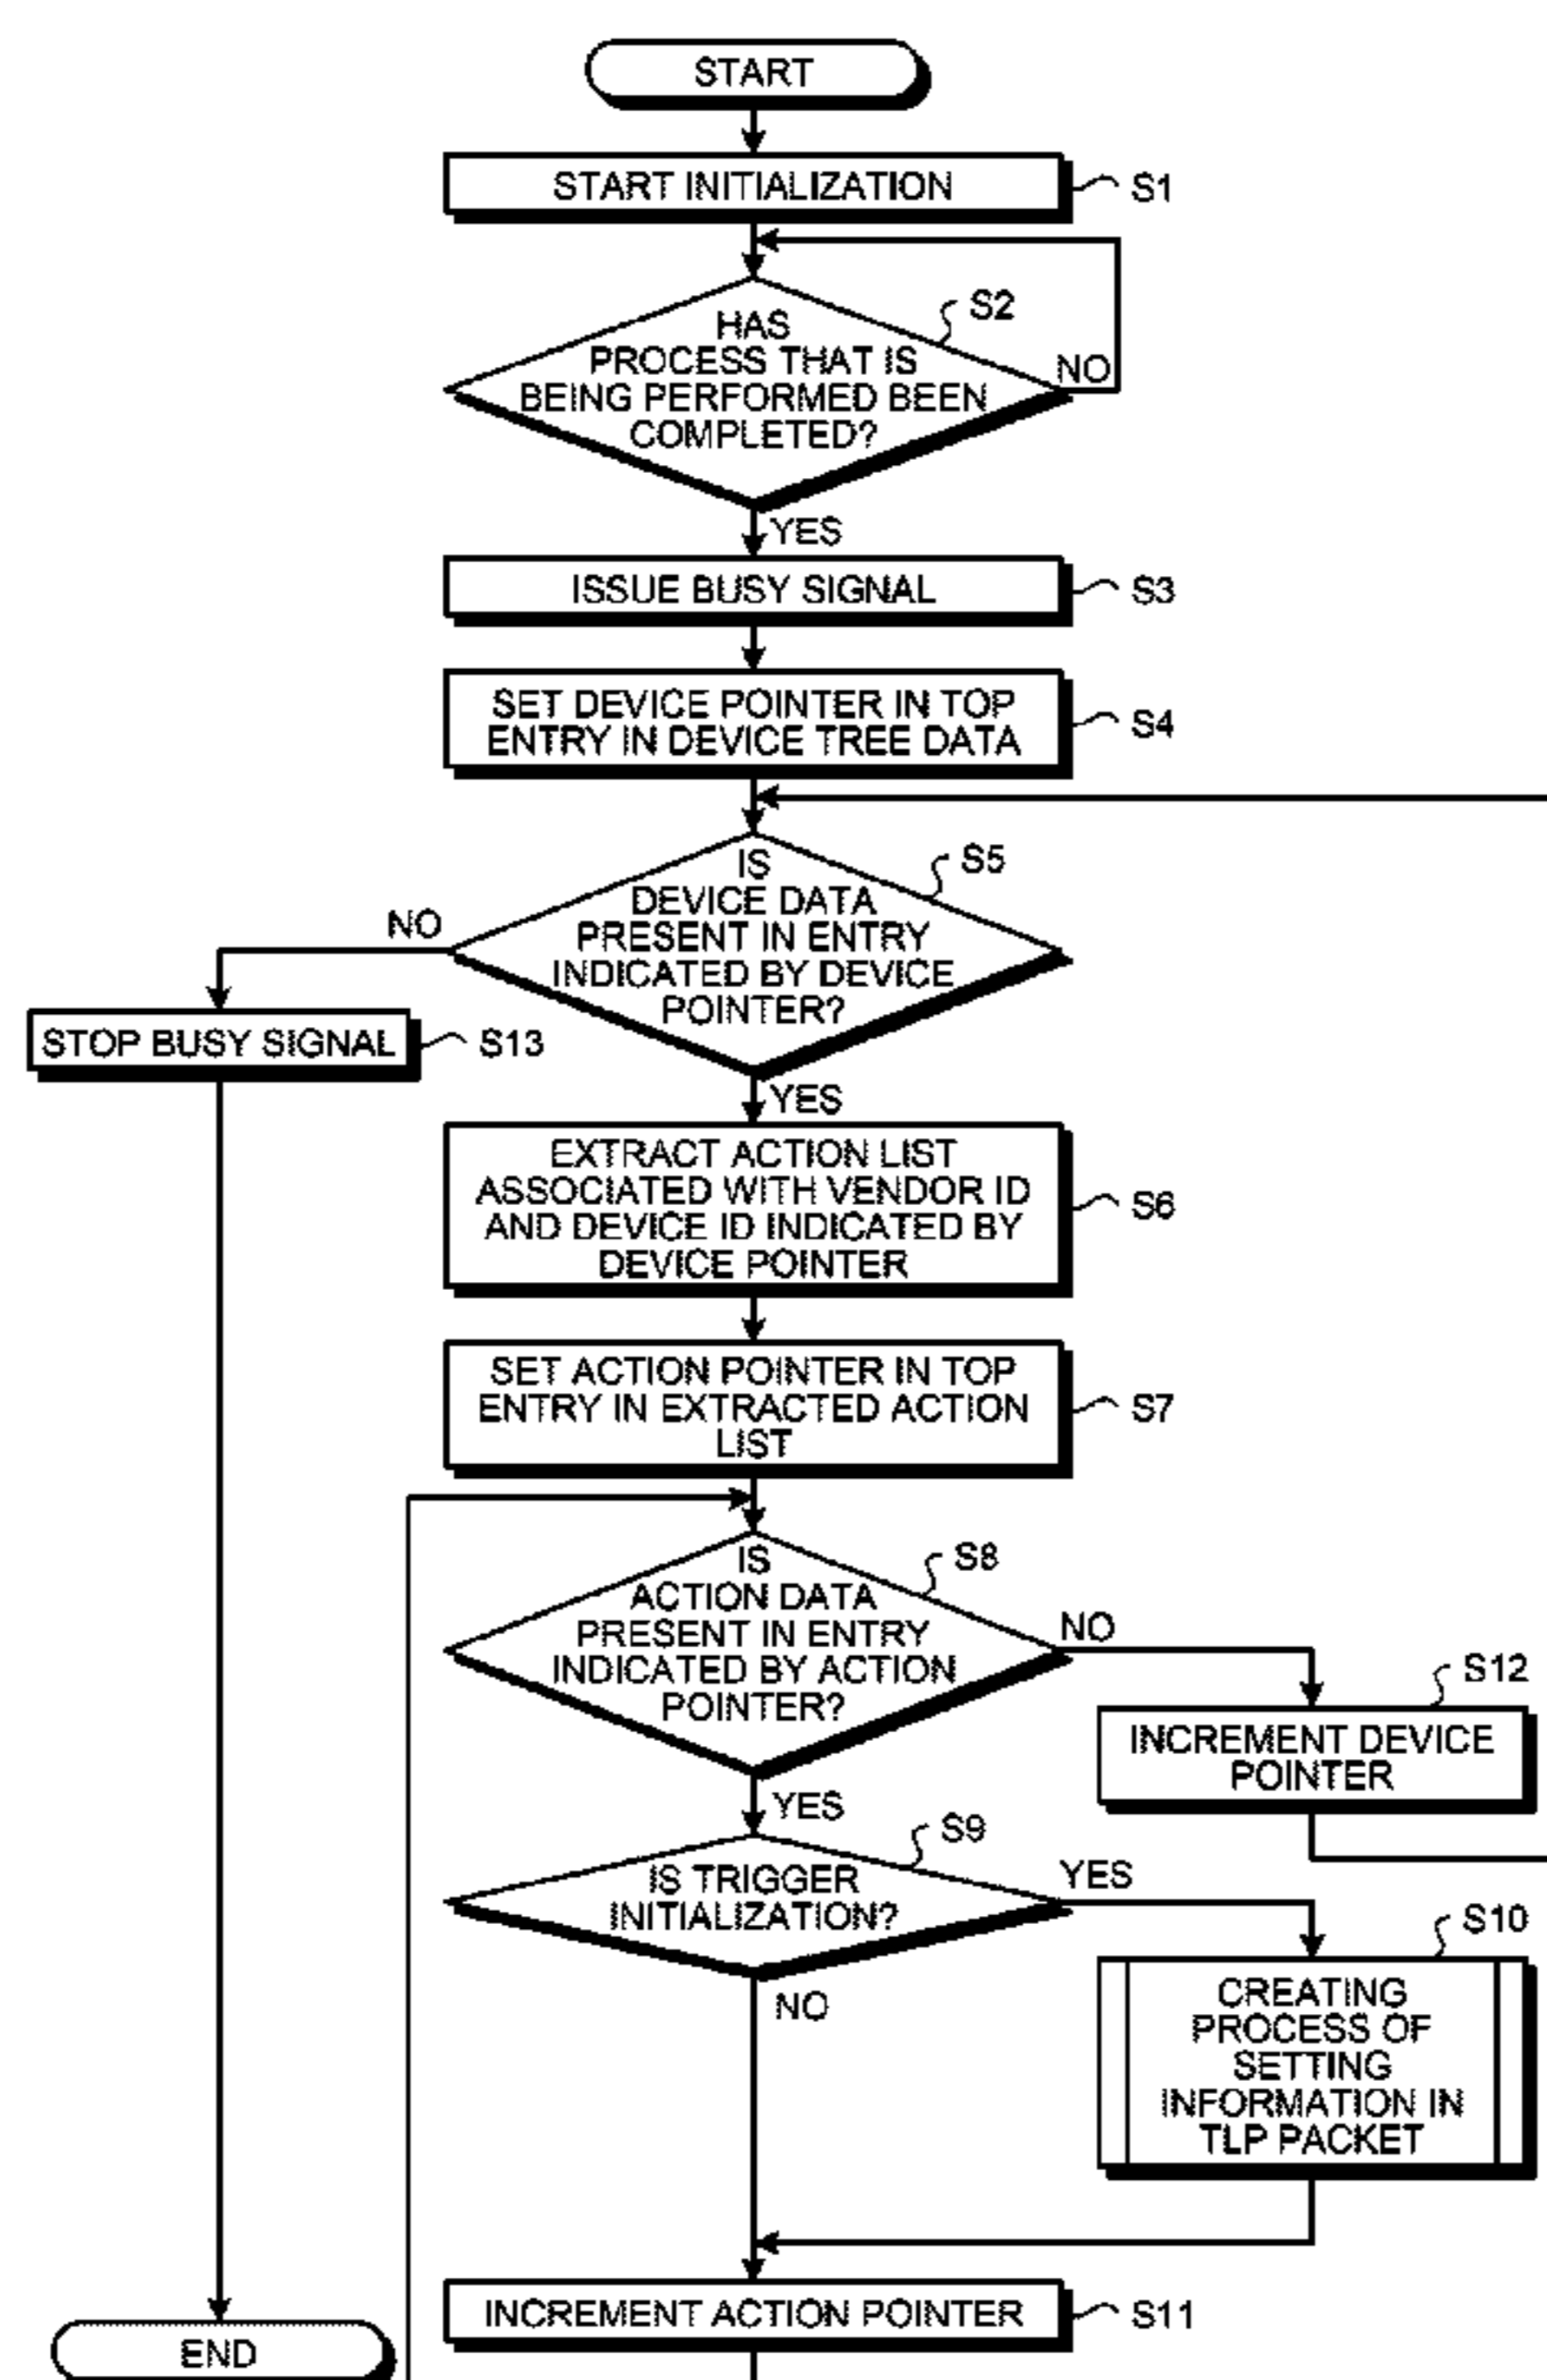 START
START INITIALIZATION
S1
S2
HAS
PROCESS THAT IS
BEING PERFORMED BEEN
COMPLETED?
NO
YES
ISSUE BUSY SIGNAL
S3
SET DEVICE POINTER IN TOP
ENTRY IN DEVICE TREE DATA
S4
S5
IS
DEVICE DATA
PRESENT IN ENTRY
INDICATED BY DEVICE
POINTER?
NO
STOP BUSY SIGNAL
S13
YES
EXTRACT ACTION LIST
ASSOCIATED WITH VENDOR ID
AND DEVICE ID INDICATED BY
DEVICE POINTER
S6
SET ACTION POINTER IN TOP
ENTRY IN EXTRACTED ACTION
LIST
S7
S8
IS
ACTION DATA
PRESENT IN ENTRY
INDICATED BY ACTION
POINTER?
NO
S12
INCREMENT DEVICE
POINTER
YES
S9
IS TRIGGER
INITIALIZATION?
YES
S10
CREATING
PROCESS OF
SETTING
INFORMATION IN
TLP PACKET
NO
INCREMENT ACTION POINTER
S11
END